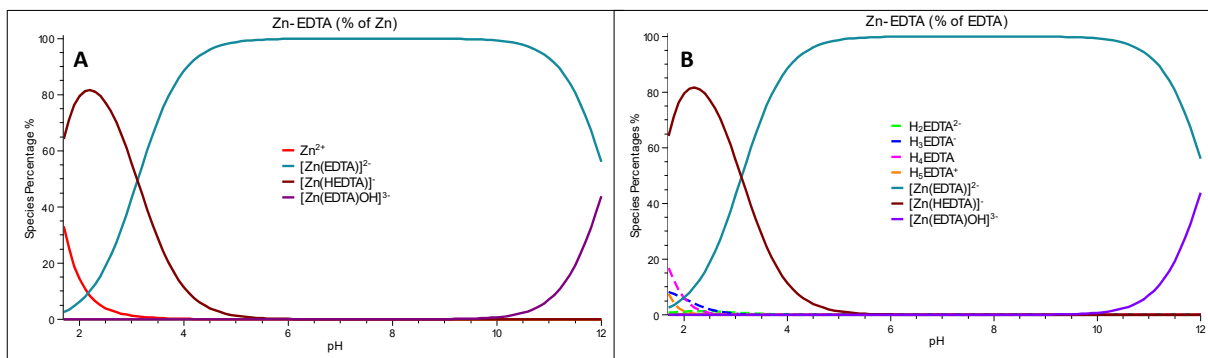 Zn-EDTA (% of Zn)
A
Species Percentage %
100
80
60
40
20
0
2
4
6
8
10
12
pH
Zn²⁺
[Zn(EDTA)]²⁻
[Zn(HEDTA)]⁻
[Zn(EDTA)OH]³⁻
Zn-EDTA (% of EDTA)
B
Species Percentages %
100
80
60
40
20
0
2
4
6
8
10
12
pH
H₂EDTA²⁻
H₃EDTA⁻
H₄EDTA
H₅EDTA⁺
[Zn(EDTA)]²⁻
[Zn(HEDTA)]⁻
[Zn(EDTA)OH]³⁻